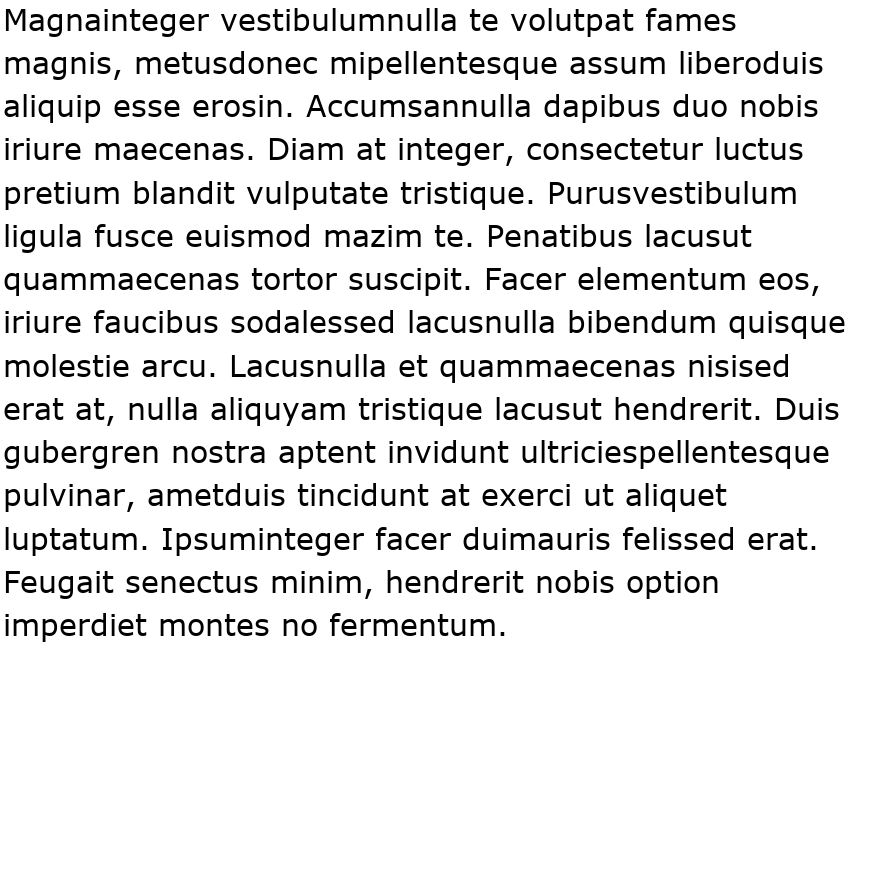 Magnainteger vestibulumnulla te volutpat fames
magnis, metusdonec mipellentesque assum liberoduis
aliquip esse erosin. Accumsannulla dapibus duo nobis
iriure maecenas. Diam at integer, consectetur luctus
pretium blandit vulputate tristique. Purusvestibulum
ligula fusce euismod mazim te. Penatibus lacusut
quammaecenas tortor suscipit. Facer elementum eos,
iriure faucibus sodalessed lacusnulla bibendum quisque
molestie arcu. Lacusnulla et quammaecenas nisised
erat at, nulla aliquyam tristique lacusut hendrerit. Duis
gubergren nostra aptent invidunt ultriciespellentesque
pulvinar, ametduis tincidunt at exerci ut aliquet
luptatum. Ipsuminteger facer duimauris felissed erat.
Feugait senectus minim, hendrerit nobis option
imperdiet montes no fermentum.